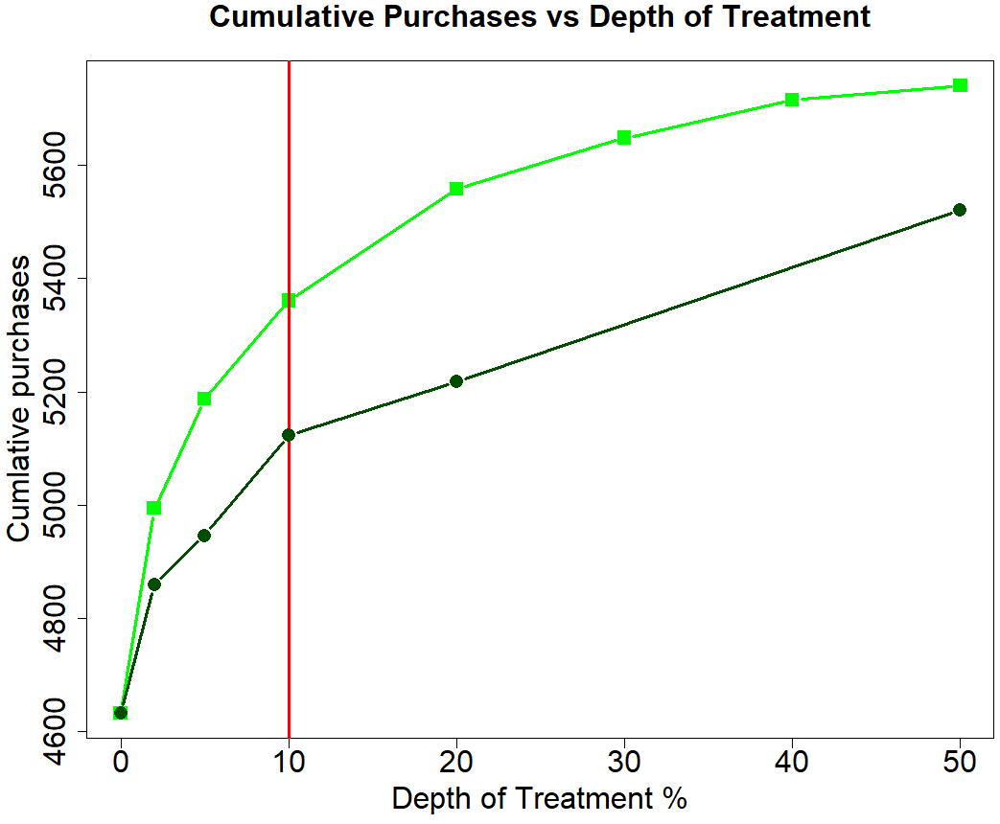 Cumulative Purchases vs Depth of Treatment
Cumlative purchases
5600
5400
5200
5000
4800
4600
0 10 20 30 40 50
Depth of Treatment %